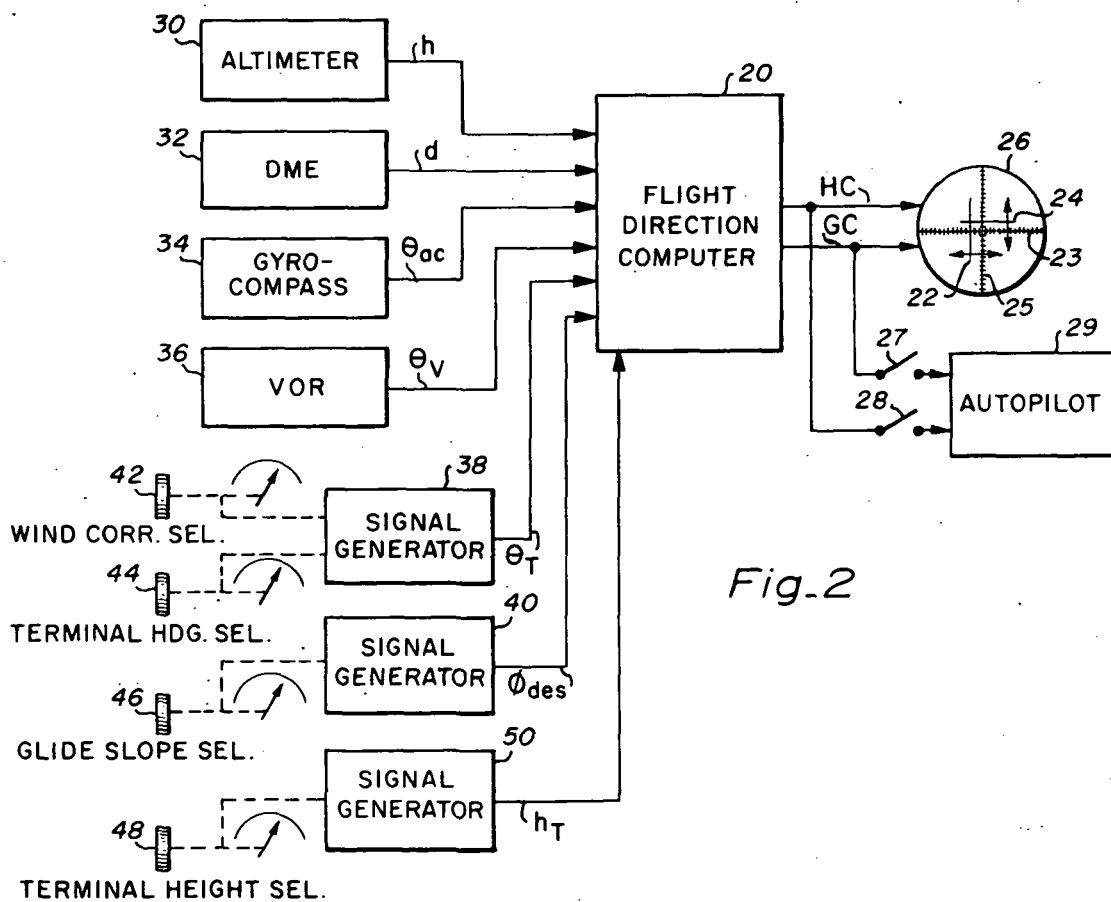 30
ALTIMETER
h
32
DME
d
34
GYRO-
COMPASS
θac
36
VOR
θV
20
FLIGHT
DIRECTION
COMPUTER
HC
GC
26
24
23
22
25
27
28
29
AUTOPILOT
42
WIND CORR. SEL.
44
TERMINAL HDG. SEL.
38
SIGNAL
GENERATOR
θT
46
GLIDE SLOPE SEL.
40
SIGNAL
GENERATOR
ϕdes
48
TERMINAL HEIGHT SEL.
50
SIGNAL
GENERATOR
hT
Fig_2